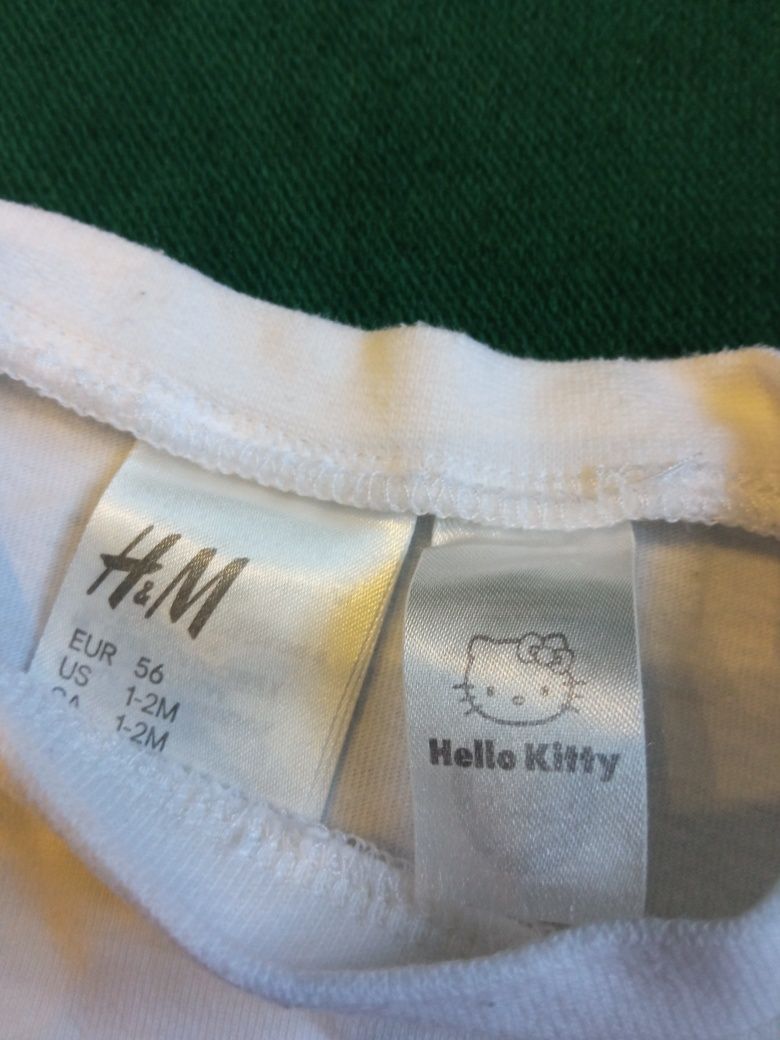 H&M
EUR 56
US 1-2M
1-2M
Hello Kitty